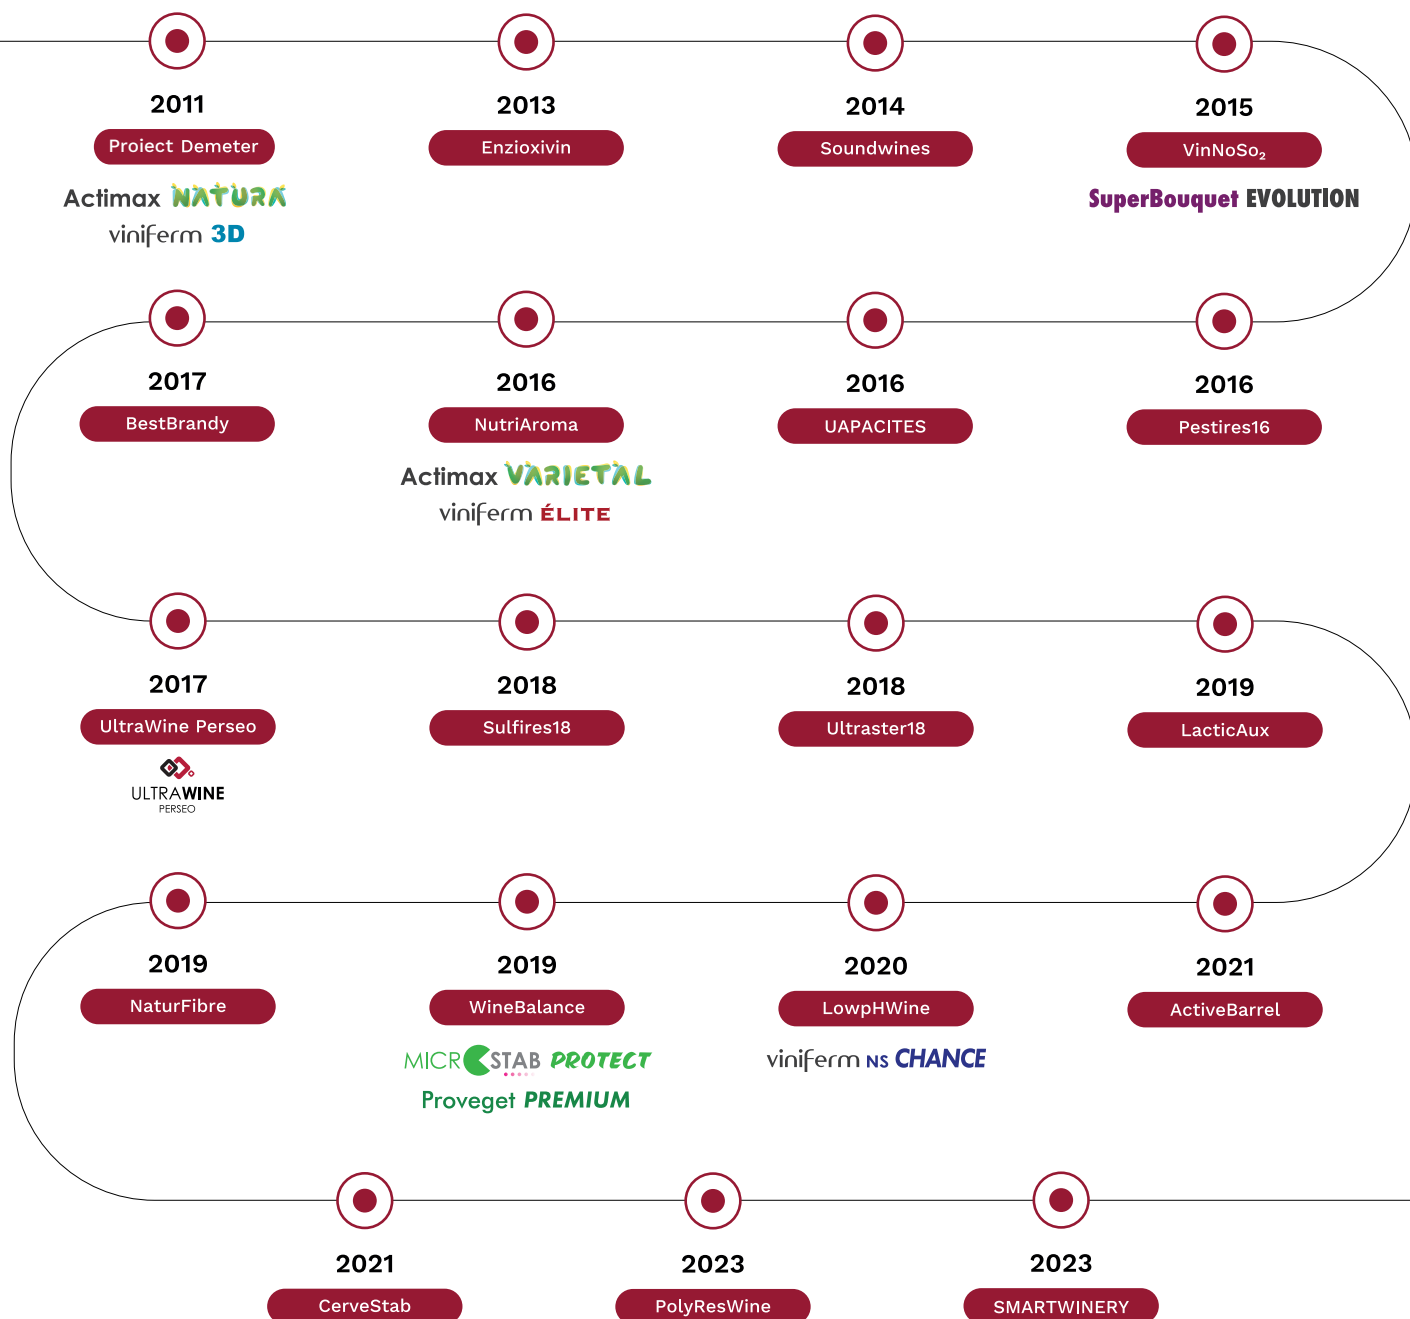 2011
Proiect Demeter
Actimax NATURA
viniferm 3D
2013
Enzioxivin
2014
Soundwines
2015
VinNoSo₂
SuperBouquet EVOLUTION
2017
BestBrandy
2016
NutriAroma
Actimax VARIETAL
viniferm ÉLITE
2016
UAPACITES
2016
Pestires16
2017
UltraWine Perseo
ULTRAWINE
PERSEO
2018
Sulfires18
2018
Ultraster18
2019
LacticAux
2019
NaturFibre
2019
WineBalance
MICROSTAB PROTECT
Proveget PREMIUM
2020
LowpHWine
viniferm NS CHANCE
2021
ActiveBarrel
2021
CerveStab
2023
PolyResWine
2023
SMARTWINERY